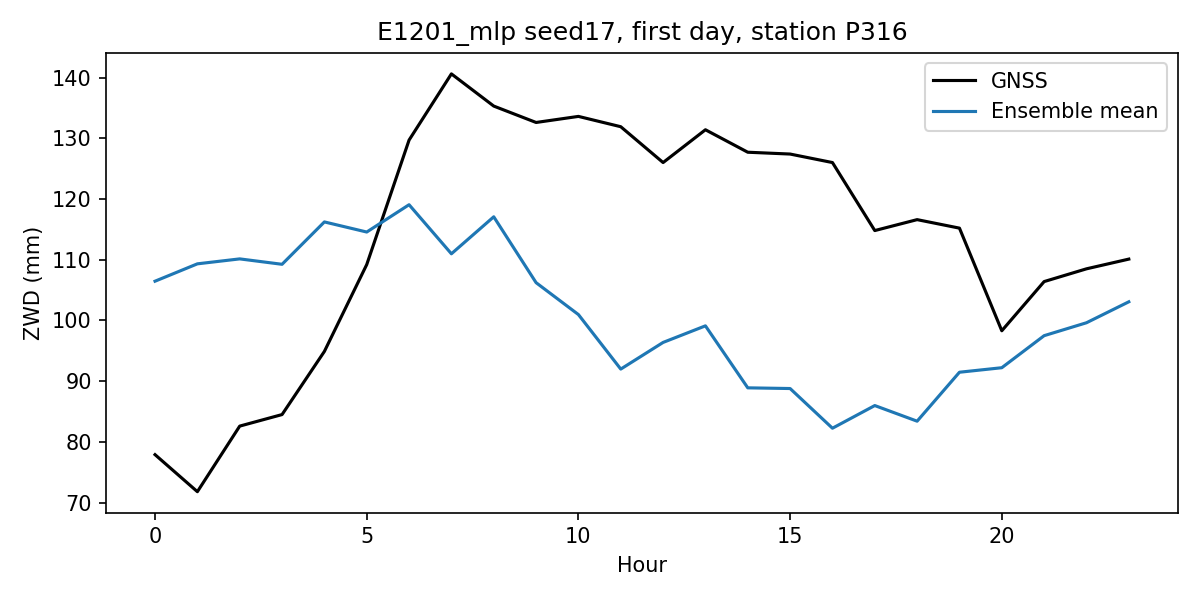 E1201_mlp seed17, first day, station P316
GNSS
Ensemble mean
ZWD (mm)
140
130
120
110
100
90
80
70
0 5 10 15 20
Hour